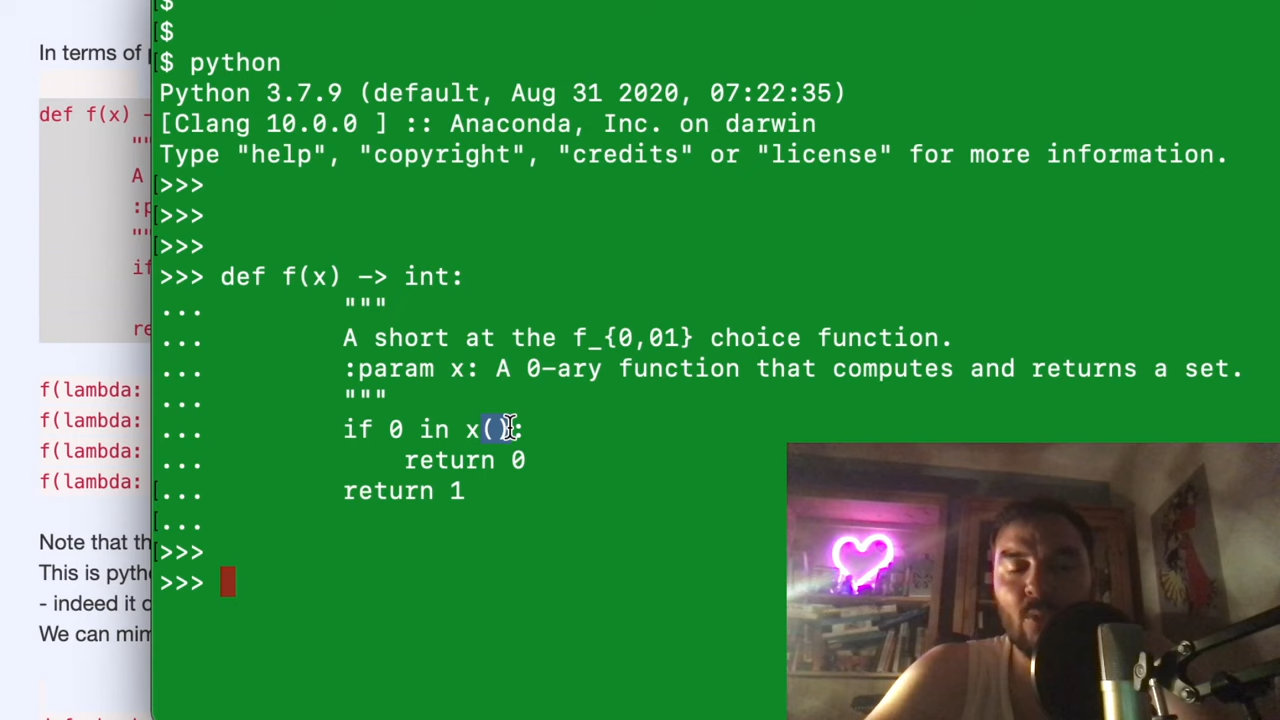 In terms of
def f(x)
"""
A
:p
"""
if
re
f(lambda:
f(lambda:
f(lambda:
f(lambda:
Note that th
This is pyth
- indeed it
We can mim
$
$
$ python
Python 3.7.9 (default, Aug 31 2020, 07:22:35)
[Clang 10.0.0 ] :: Anaconda, Inc. on darwin
Type "help", "copyright", "credits" or "license" for more information.
>>>
>>>
>>>
>>> def f(x) -> int:
... """
... A short at the f_{0,01} choice function.
... :param x: A 0-ary function that computes and returns a set.
... """
... if 0 in x():
... return 0
... return 1
...
>>>
>>>